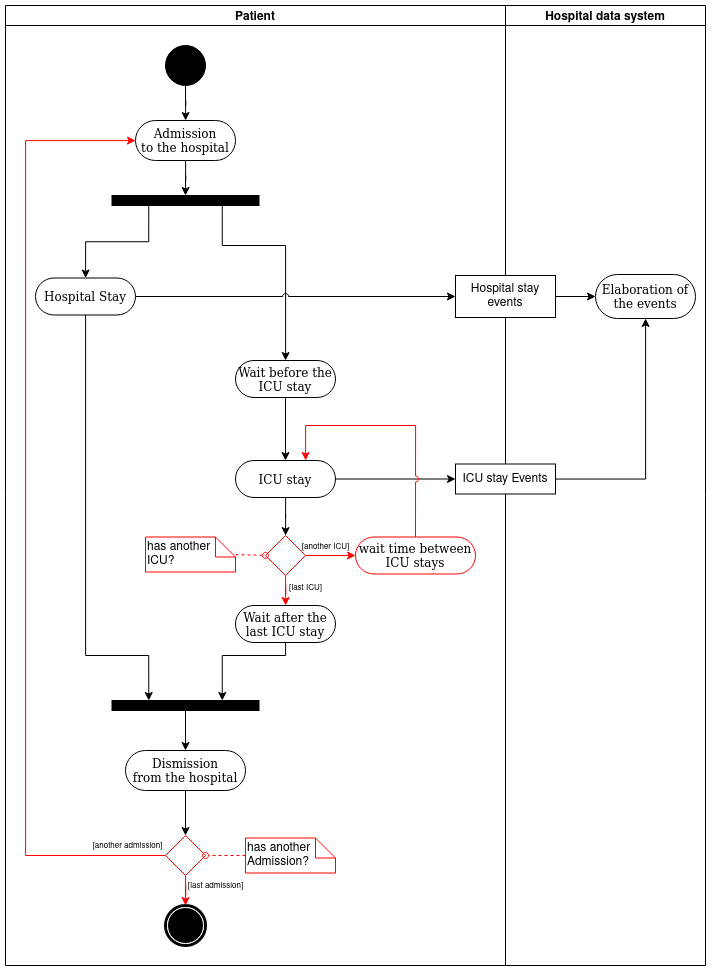 Patient
Hospital data system
Admission
to the hospital
Hospital Stay
Hospital stay
events
Elaboration of
the events
Wait before the
ICU stay
ICU stay
ICU stay Events
has another
ICU?
[another ICU]
wait time between
ICU stays
[last ICU]
Wait after the
last ICU stay
Dismission
from the hospital
[another admission]
has another
Admission?
[last admission]